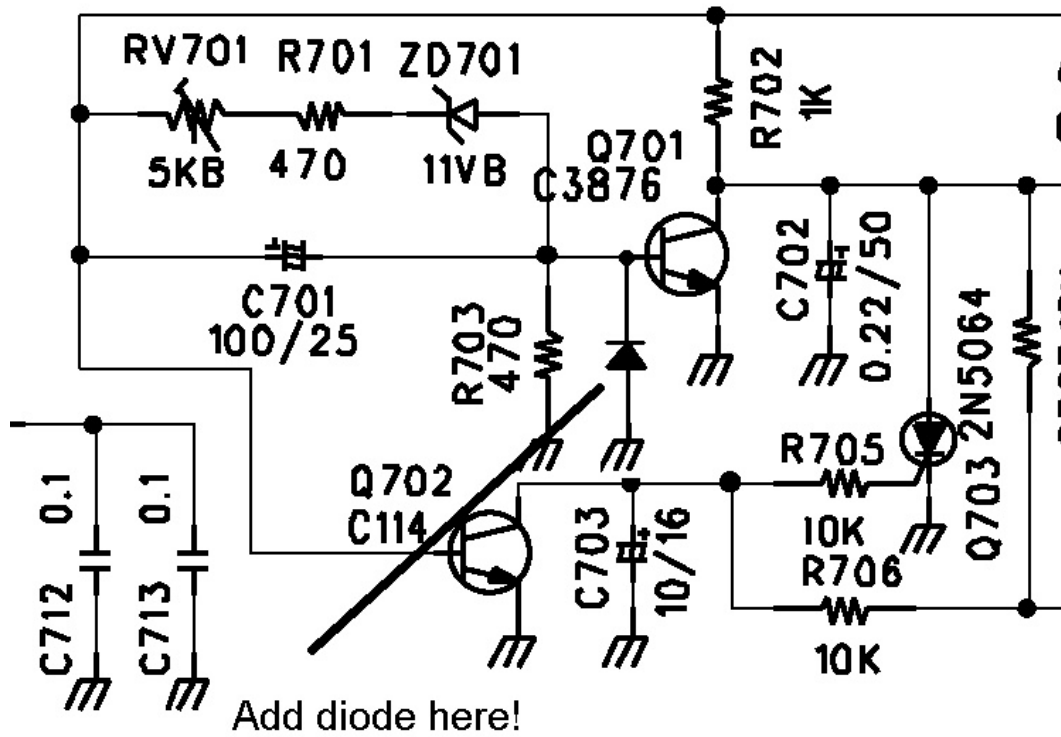 RV701
R701
ZD701
5KB
470
11VB
Q701
C3876
R702
1K
C701
100/25
R703
470
C702
0.22/50
Q703 2N5064
Q702
C114
C703
10/16
R705
10K
R706
10K
C712
0.1
C713
0.1
Add diode here!